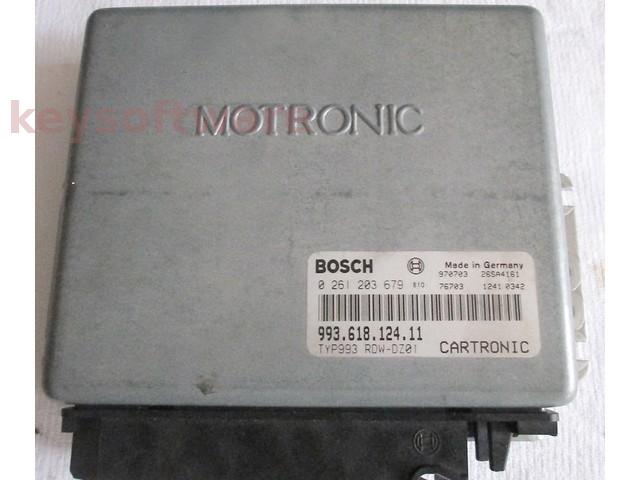 keysoftware
MOTRONIC
BOSCH Made in Germany
970703 26SA4161
0 261 203 679 76703 1241 0342
993.618.124.11
TYP993 RDW-DZ01 CARTRONIC